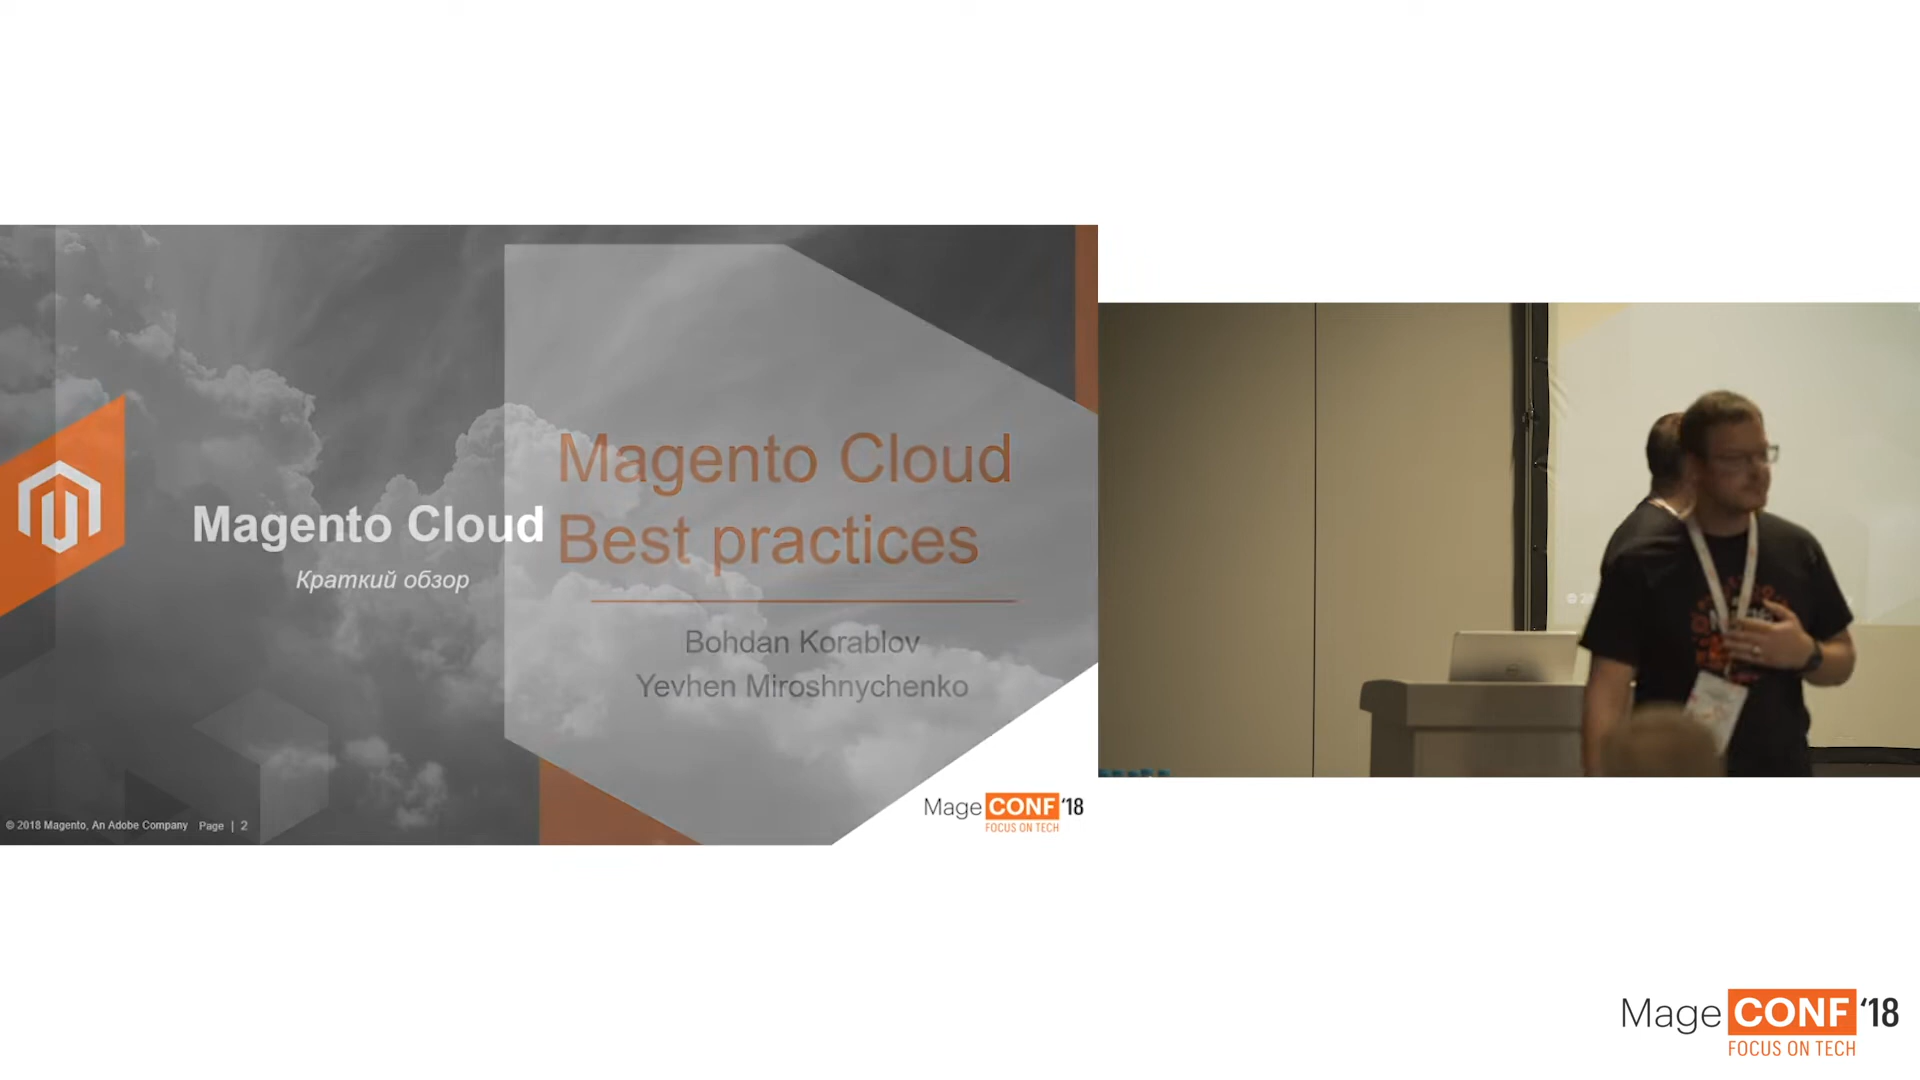 Magento Cloud
Краткий обзор
Magento Cloud
Best practices
Bohdan Korablov
Yevhen Miroshnychenko
© 2018 Magento, An Adobe Company Page | 2
MageCONF‘18
FOCUS ON TECH
MageCONF‘18
FOCUS ON TECH